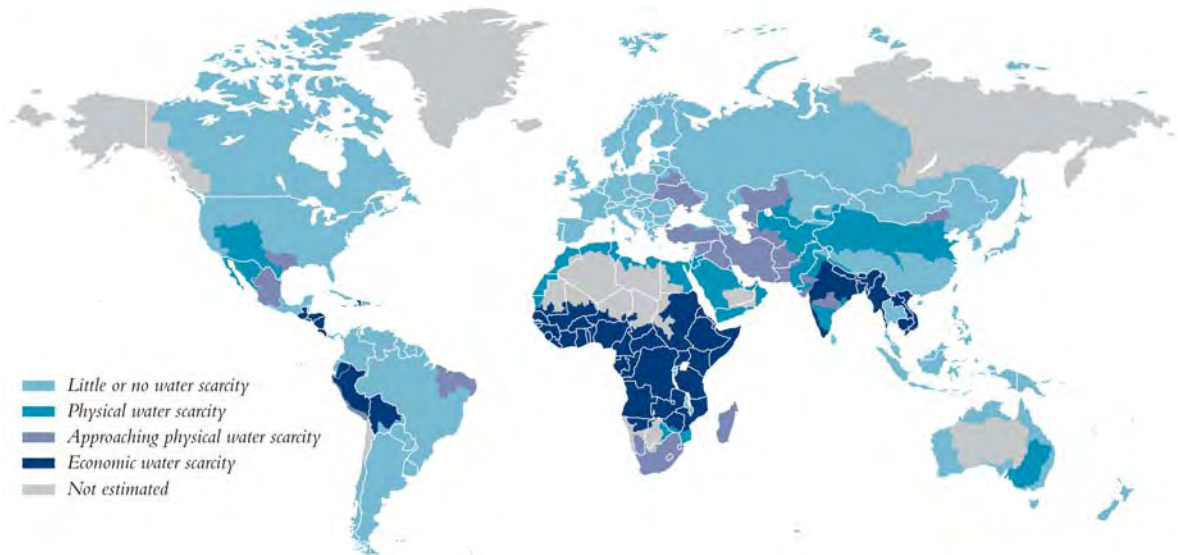 Little or no water scarcity
Physical water scarcity
Approaching physical water scarcity
Economic water scarcity
Not estimated